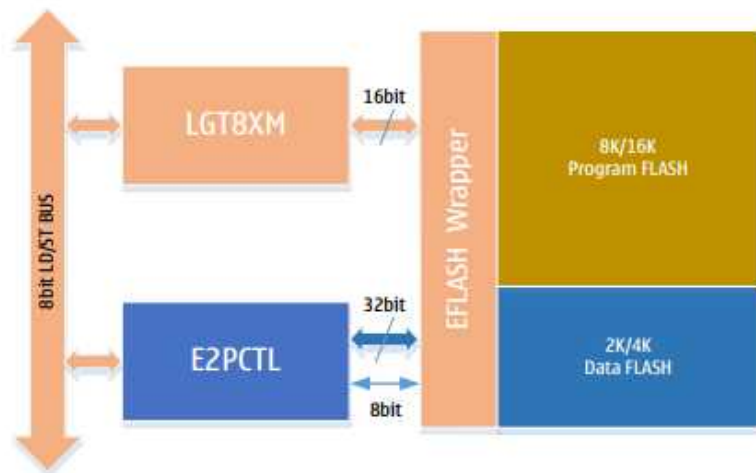 8bit LD/ST BUS
LGT8XM
16bit
EFLASH Wrapper
8K/16K
Program FLASH
E2PCTL
32bit
8bit
2K/4K
Data FLASH